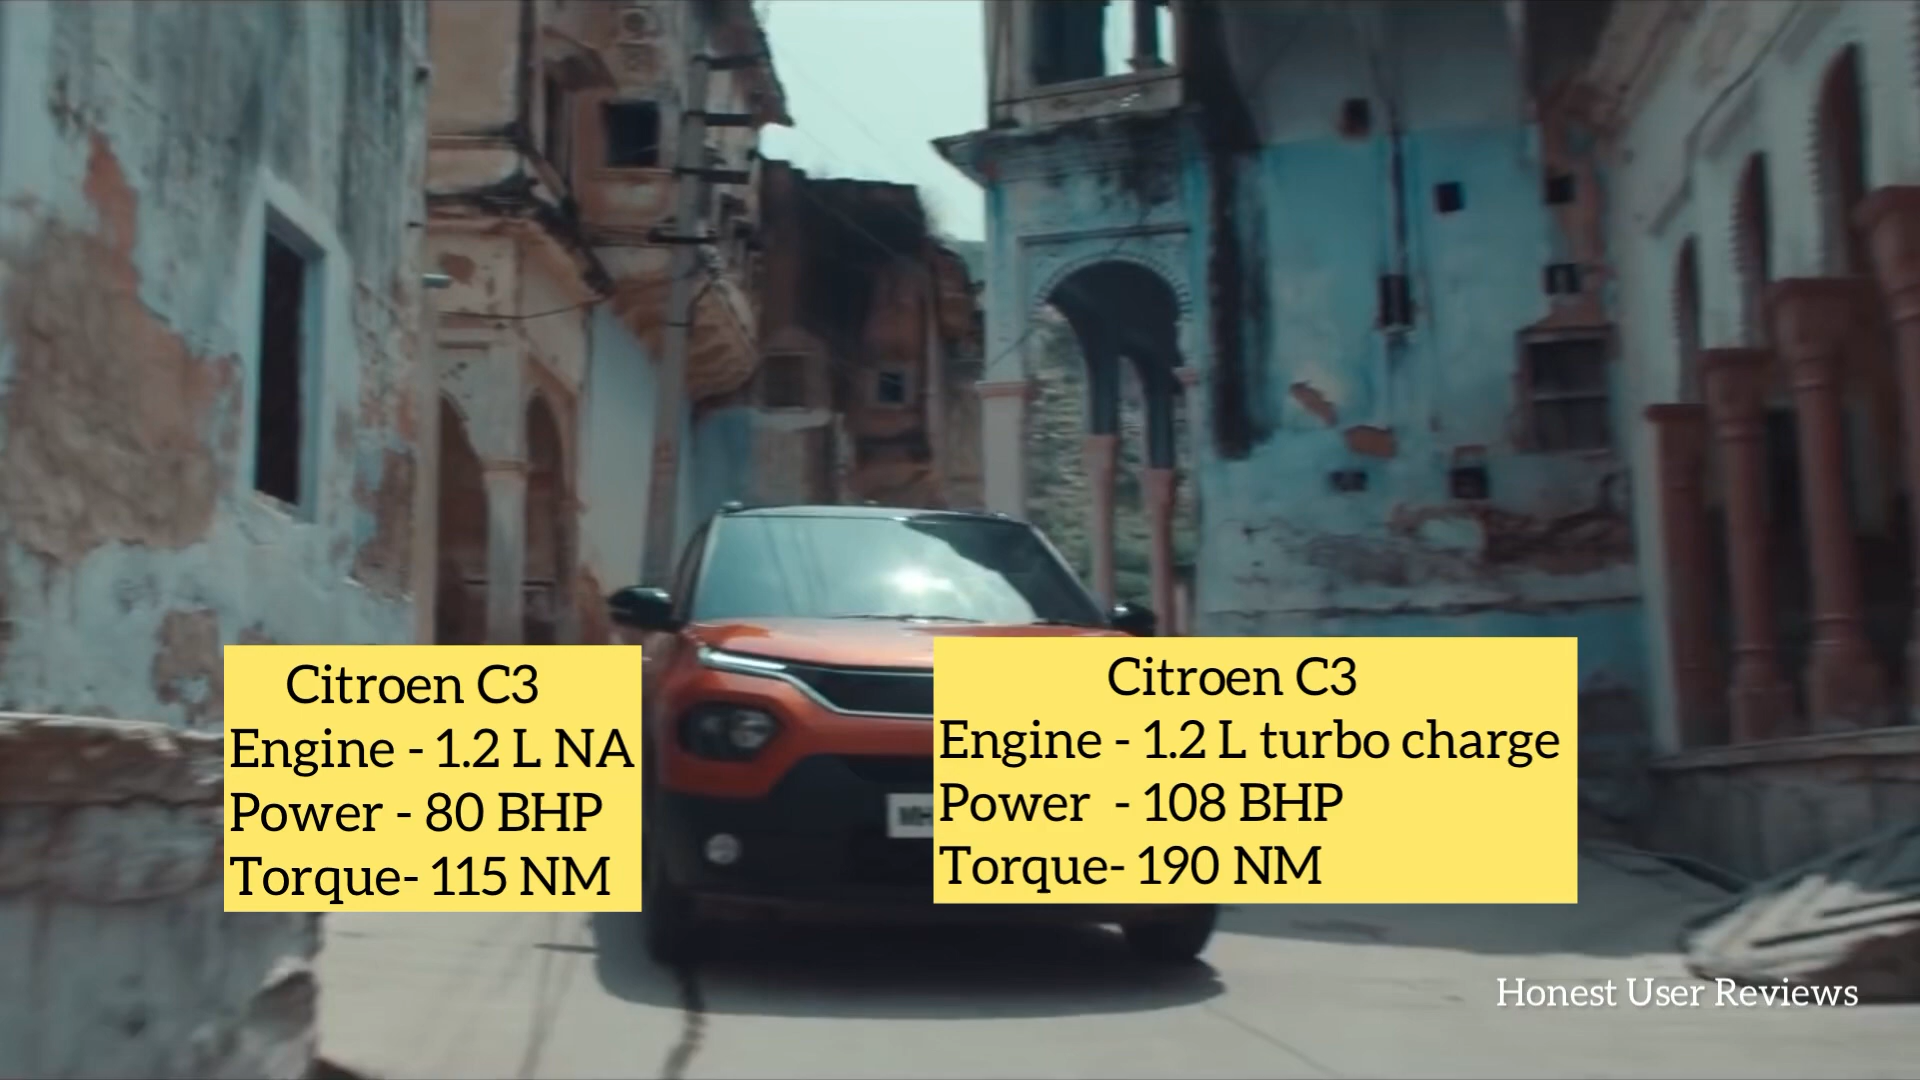 Citroen C3
Engine - 1.2 L NA
Power - 80 BHP
Torque- 115 NM
Citroen C3
Engine - 1.2 L turbo charge
Power - 108 BHP
Torque- 190 NM
MH
Honest User Reviews